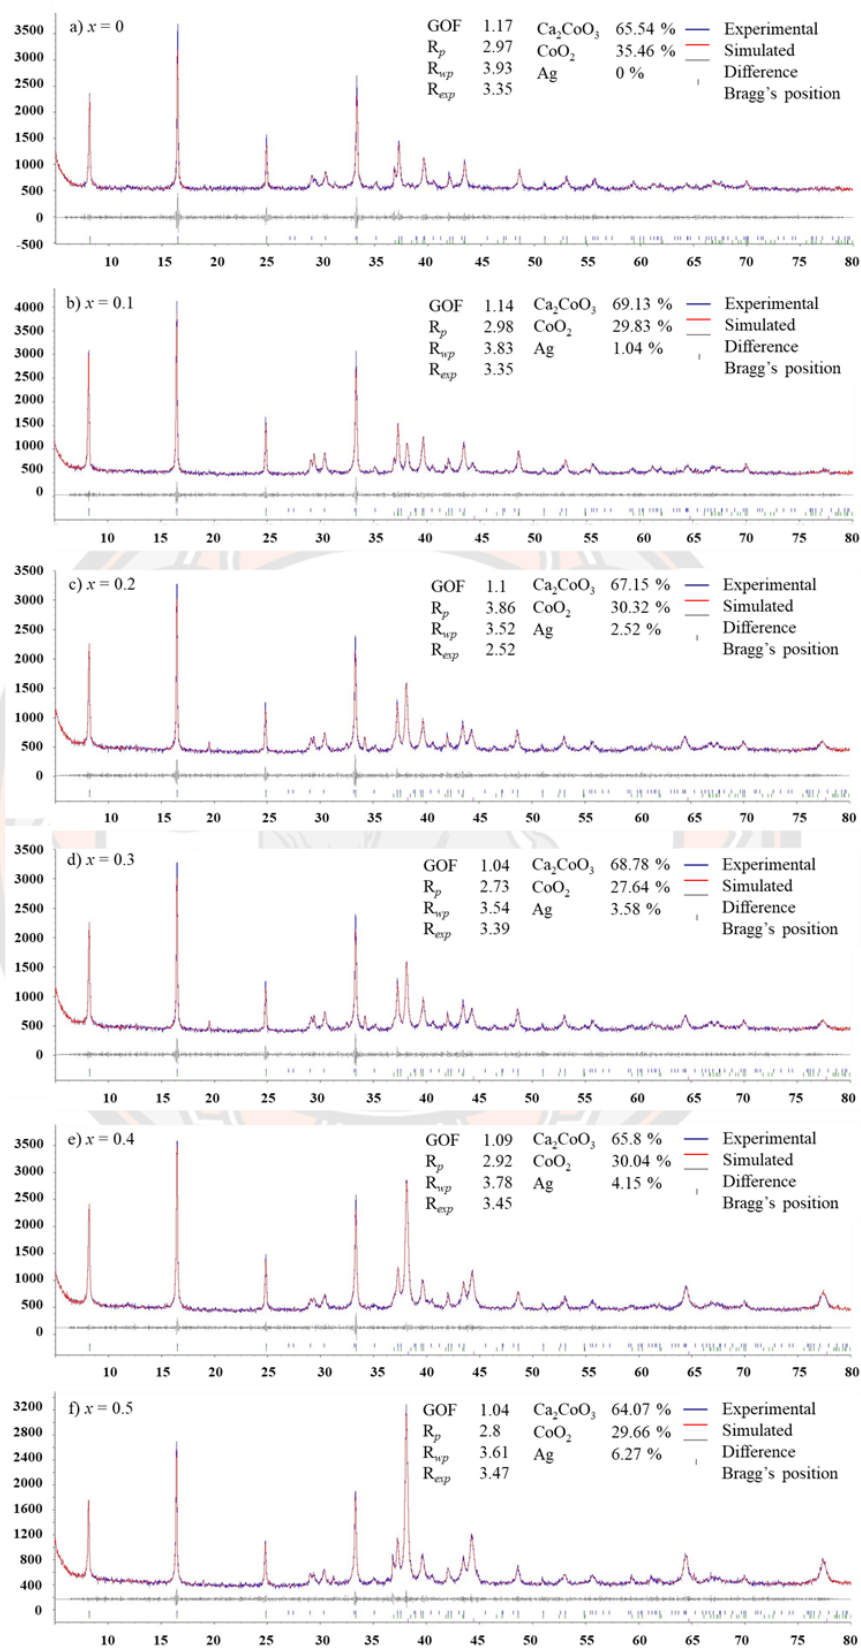 a) x = 0
GOF 1.17 Ca₂CoO₃ 65.54 % Experimental
Rₚ 2.97 CoO₂ 35.46 % Simulated
R_wp 3.93 Ag 0 % Difference
R_exp 3.35 Bragg's position
3500
3000
2500
2000
1500
1000
500
0
-500
10 15 20 25 30 35 40 45 50 55 60 65 70 75 80
b) x = 0.1
GOF 1.14 Ca₂CoO₃ 69.13 % Experimental
Rₚ 2.98 CoO₂ 29.83 % Simulated
R_wp 3.83 Ag 1.04 % Difference
R_exp 3.35 Bragg's position
4000
3500
3000
2500
2000
1500
1000
500
0
10 15 20 25 30 35 40 45 50 55 60 65 70 75 80
c) x = 0.2
GOF 1.1 Ca₂CoO₃ 67.15 % Experimental
Rₚ 3.86 CoO₂ 30.32 % Simulated
R_wp 3.52 Ag 2.52 % Difference
R_exp 2.52 Bragg's position
3500
3000
2500
2000
1500
1000
500
0
10 15 20 25 30 35 40 45 50 55 60 65 70 75 80
d) x = 0.3
GOF 1.04 Ca₂CoO₃ 68.78 % Experimental
Rₚ 2.73 CoO₂ 27.64 % Simulated
R_wp 3.54 Ag 3.58 % Difference
R_exp 3.39 Bragg's position
3500
3000
2500
2000
1500
1000
500
0
10 15 20 25 30 35 40 45 50 55 60 65 70 75 80
e) x = 0.4
GOF 1.09 Ca₂CoO₃ 65.8 % Experimental
Rₚ 2.92 CoO₂ 30.04 % Simulated
R_wp 3.78 Ag 4.15 % Difference
R_exp 3.45 Bragg's position
3500
3000
2500
2000
1500
1000
500
0
10 15 20 25 30 35 40 45 50 55 60 65 70 75 80
f) x = 0.5
GOF 1.04 Ca₂CoO₃ 64.07 % Experimental
Rₚ 2.8 CoO₂ 29.66 % Simulated
R_wp 3.61 Ag 6.27 % Difference
R_exp 3.47 Bragg's position
3200
2800
2400
2000
1600
1200
800
400
0
10 15 20 25 30 35 40 45 50 55 60 65 70 75 80